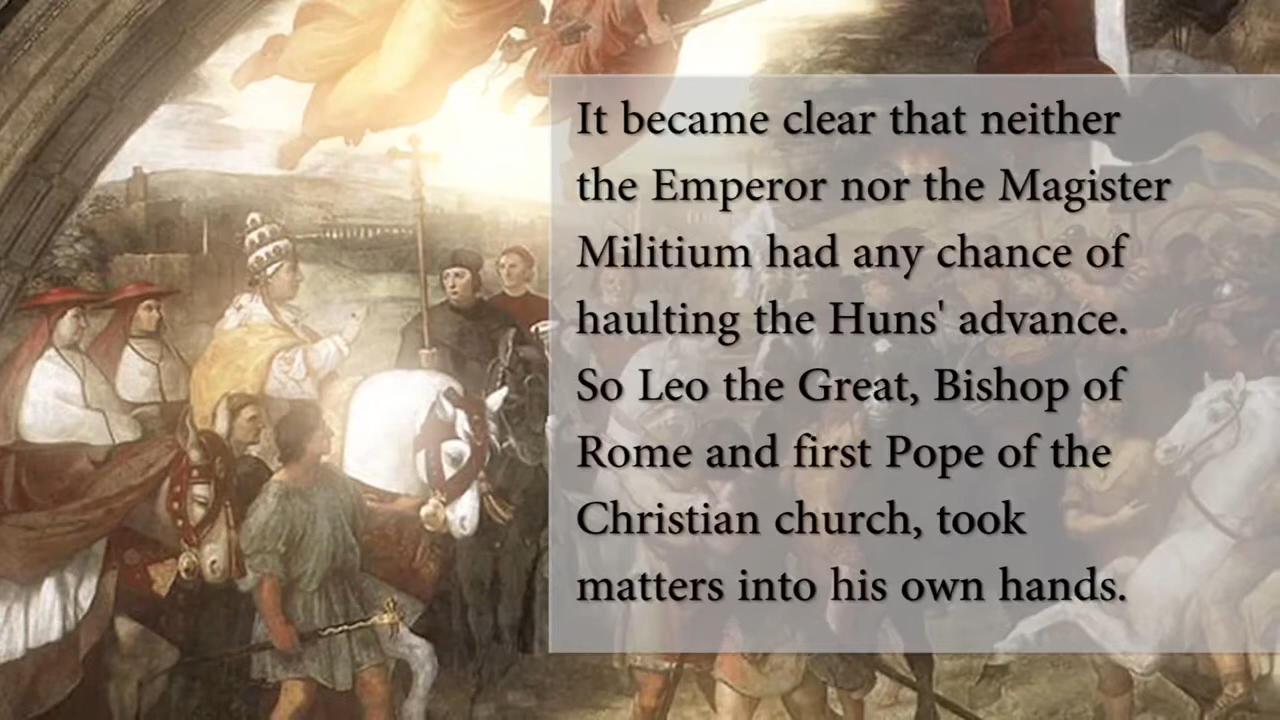 It became clear that neither
the Emperor nor the Magister
Militium had any chance of
haulting the Huns' advance.
So Leo the Great, Bishop of
Rome and first Pope of the
Christian church, took
matters into his own hands.